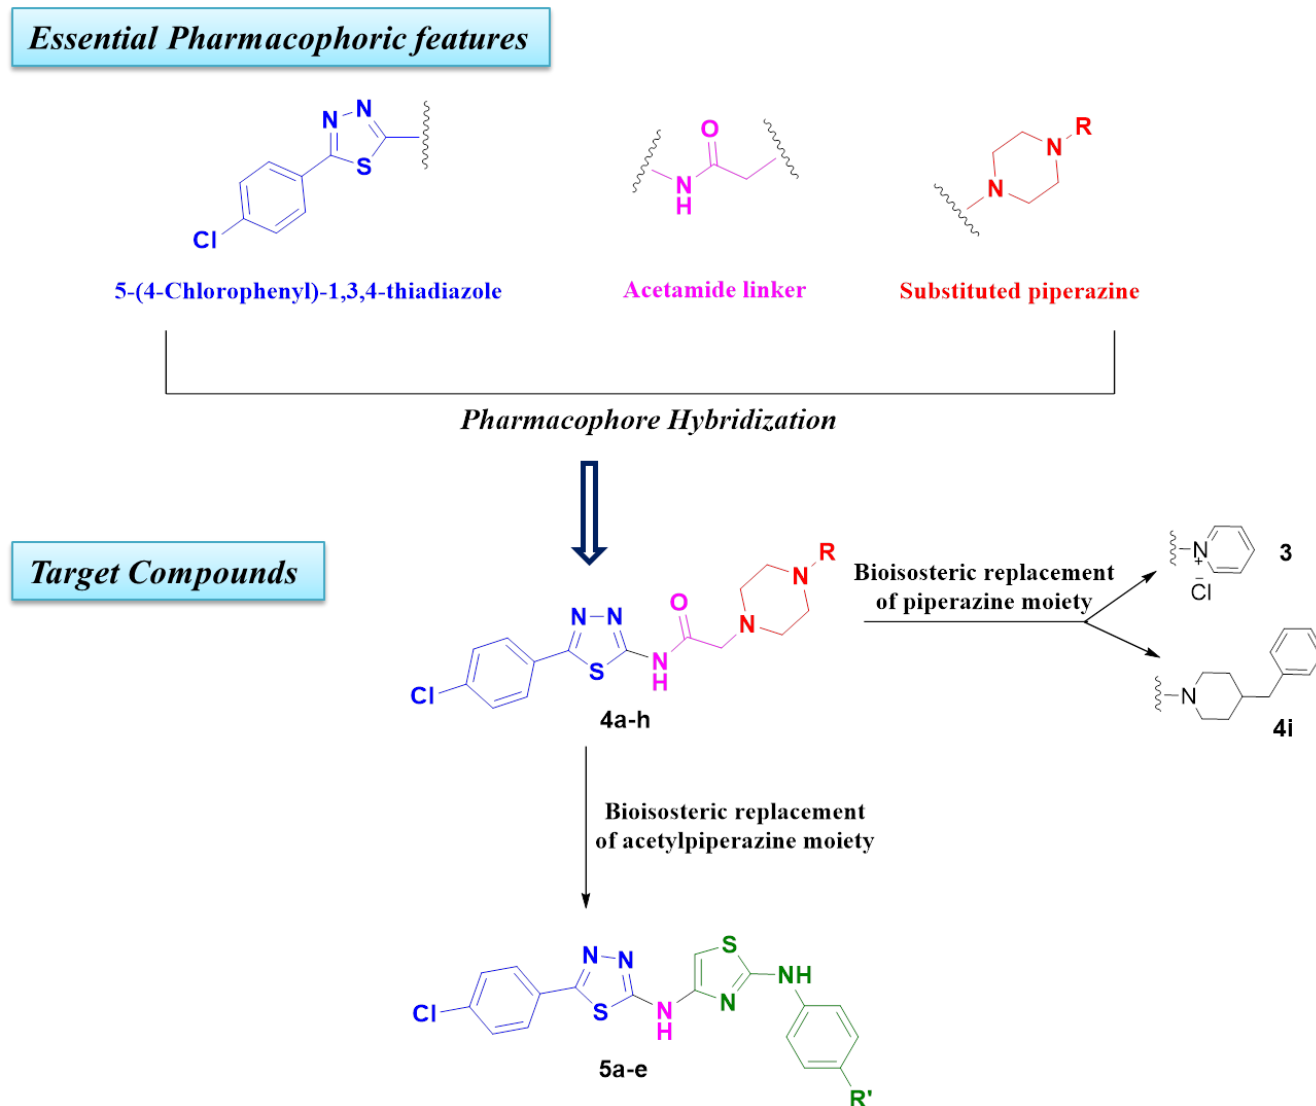 Essential Pharmacophoric features
N N
S
Cl
O
N
H
R
N
N
5-(4-Chlorophenyl)-1,3,4-thiadiazole
Acetamide linker
Substituted piperazine
Pharmacophore Hybridization
Target Compounds
R
N
N
O
N N
S
N
H
Cl
4a-h
Bioisosteric replacement
of piperazine moiety
N
+
-
Cl
3
N
4i
Bioisosteric replacement
of acetylpiperazine moiety
S
N N
NH
N
S
N
H
Cl
R'
5a-e